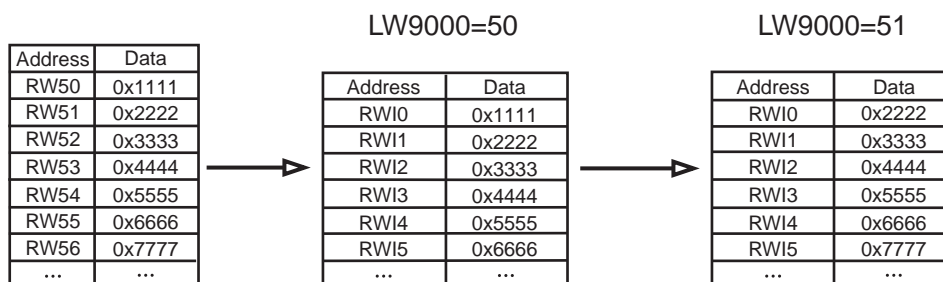 LW9000=50
LW9000=51
Address Data
RW50 0x1111
RW51 0x2222
RW52 0x3333
RW53 0x4444
RW54 0x5555
RW55 0x6666
RW56 0x7777
... ...
Address Data
RWI0 0x1111
RWI1 0x2222
RWI2 0x3333
RWI3 0x4444
RWI4 0x5555
RWI5 0x6666
... ...
Address Data
RWI0 0x2222
RWI1 0x3333
RWI2 0x4444
RWI3 0x5555
RWI4 0x6666
RWI5 0x7777
... ...